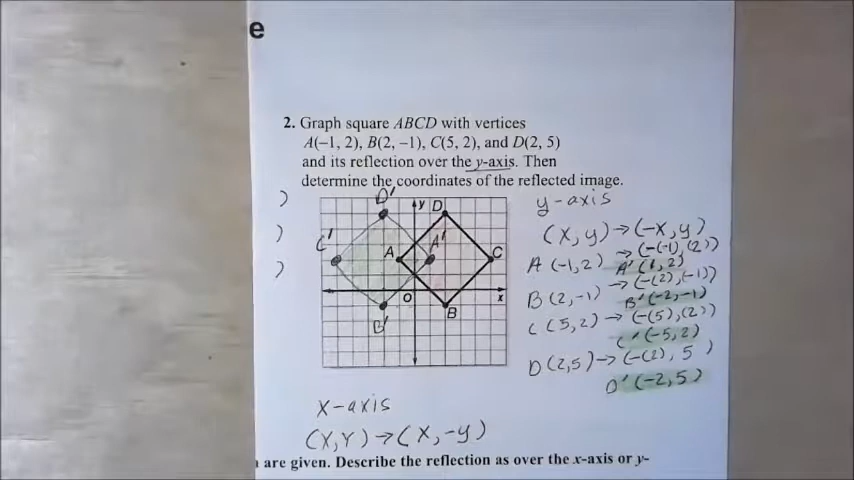 e
2. Graph square ABCD with vertices
A(−1, 2), B(2, −1), C(5, 2), and D(2, 5)
and its reflection over the y-axis. Then
determine the coordinates of the reflected image.
)
)
)
D'
y
D
C'
A
A'
C
O
x
B'
B
y-axis
(x,y)→(-x,y)
A (-1,2) →(-(-1),(2))
A'(1,2)
B (2,-1) →(-(2),(-1))
B'(-2,-1)
C (5,2) →(-(5),(2))
C'(-5,2)
D (2,5)→(-(2), 5 )
D'(-2,5)
x-axis
(X,Y)→(X,-y)
are given. Describe the reflection as over the x-axis or y-